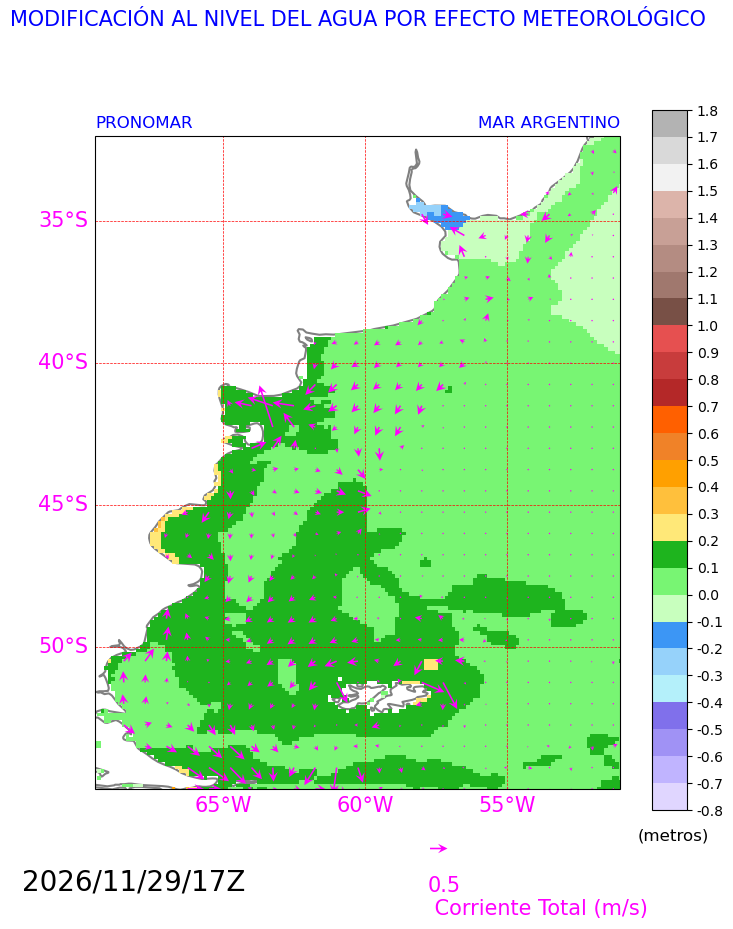 MODIFICACIÓN AL NIVEL DEL AGUA POR EFECTO METEOROLÓGICO
PRONOMAR MAR ARGENTINO
35°S
40°S
45°S
50°S
65°W 60°W 55°W
1.8
1.7
1.6
1.5
1.4
1.3
1.2
1.1
1.0
0.9
0.8
0.7
0.6
0.5
0.4
0.3
0.2
0.1
0.0
-0.1
-0.2
-0.3
-0.4
-0.5
-0.6
-0.7
-0.8
(metros)
2026/11/29/17Z
0.5
Corriente Total (m/s)